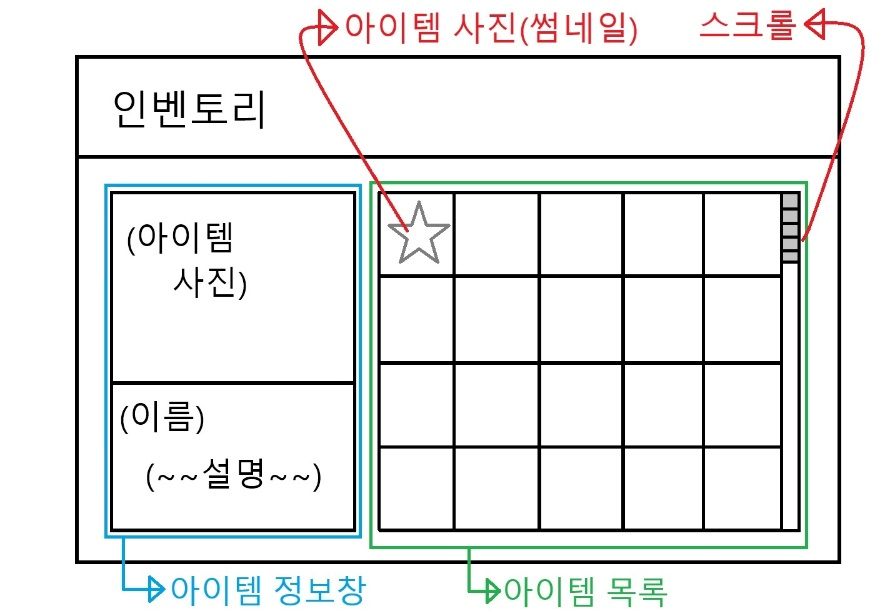 아이템 사진(썸네일)
스크롤
인벤토리
(아이템
사진)
(이름)
(~~설명~~)
아이템 정보창
아이템 목록